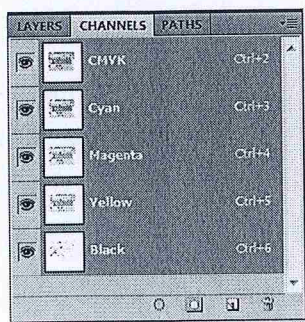 LAYERS CHANNELS PATHS
CMYK Ctrl+2
Cyan Ctrl+3
Magenta Ctrl+4
Yellow Ctrl+5
Black Ctrl+6